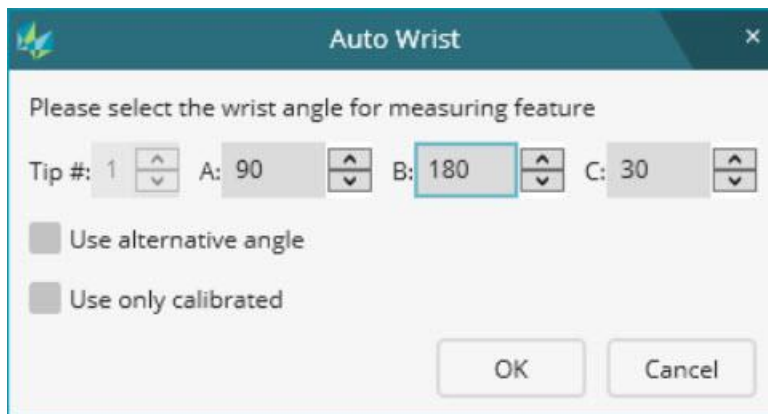 Auto Wrist
Please select the wrist angle for measuring feature
Tip #: 1 A: 90 B: 180 C: 30
Use alternative angle
Use only calibrated
OK Cancel